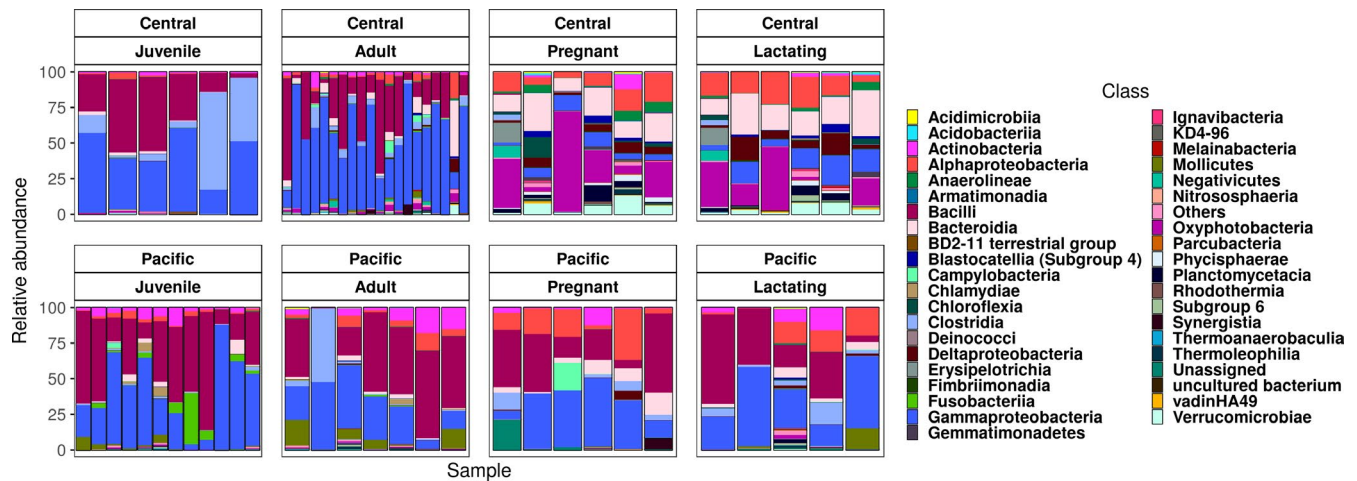 Central
Central
Central
Central
Juvenile
Adult
Pregnant
Lactating
100
75
50
25
0
Pacific
Pacific
Pacific
Pacific
Juvenile
Adult
Pregnant
Lactating
100
75
50
25
0
Relative abundance
Sample
Class
Acidimicrobiia
Acidobacteriia
Actinobacteria
Alphaproteobacteria
Anaerolineae
Armatimonadia
Bacilli
Bacteroidia
BD2-11 terrestrial group
Blastocatellia (Subgroup 4)
Campylobacteria
Chlamydiae
Chloroflexia
Clostridia
Deinococci
Deltaproteobacteria
Erysipelotrichia
Fimbriimonadia
Fusobacteriia
Gammaproteobacteria
Gemmatimonadetes
Ignavibacteria
KD4-96
Melainabacteria
Mollicutes
Negativicutes
Nitrososphaeria
Others
Oxyphotobacteria
Parcubacteria
Phycisphaerae
Planctomycetacia
Rhodothermia
Subgroup 6
Synergistia
Thermoanaerobaculia
Thermoleophilia
Unassigned
uncultured bacterium
vadinHA49
Verrucomicrobiae